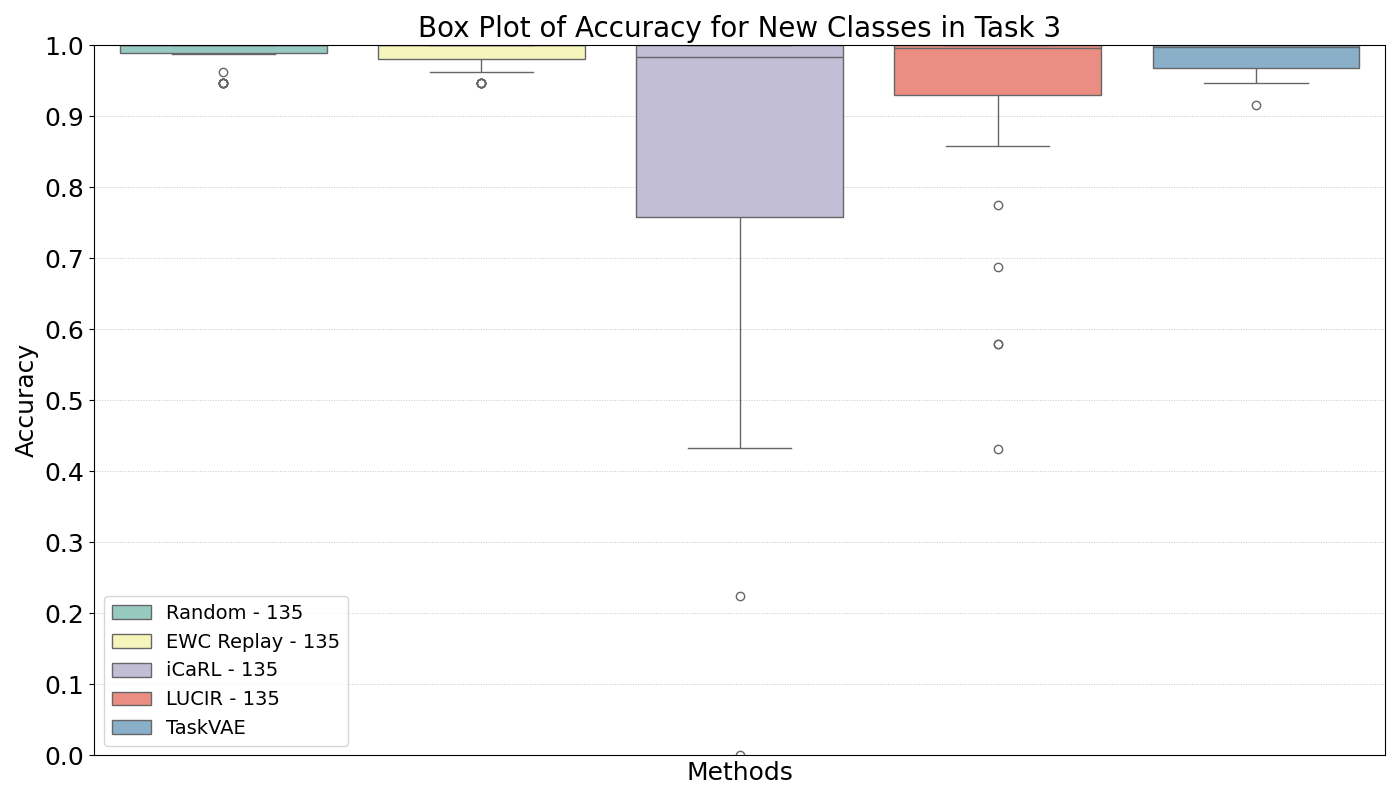 Box Plot of Accuracy for New Classes in Task 3
1.0
0.9
0.8
0.7
0.6
0.5
0.4
0.3
0.2
0.1
0.0
Accuracy
Random - 135
EWC Replay - 135
iCaRL - 135
LUCIR - 135
TaskVAE
Methods